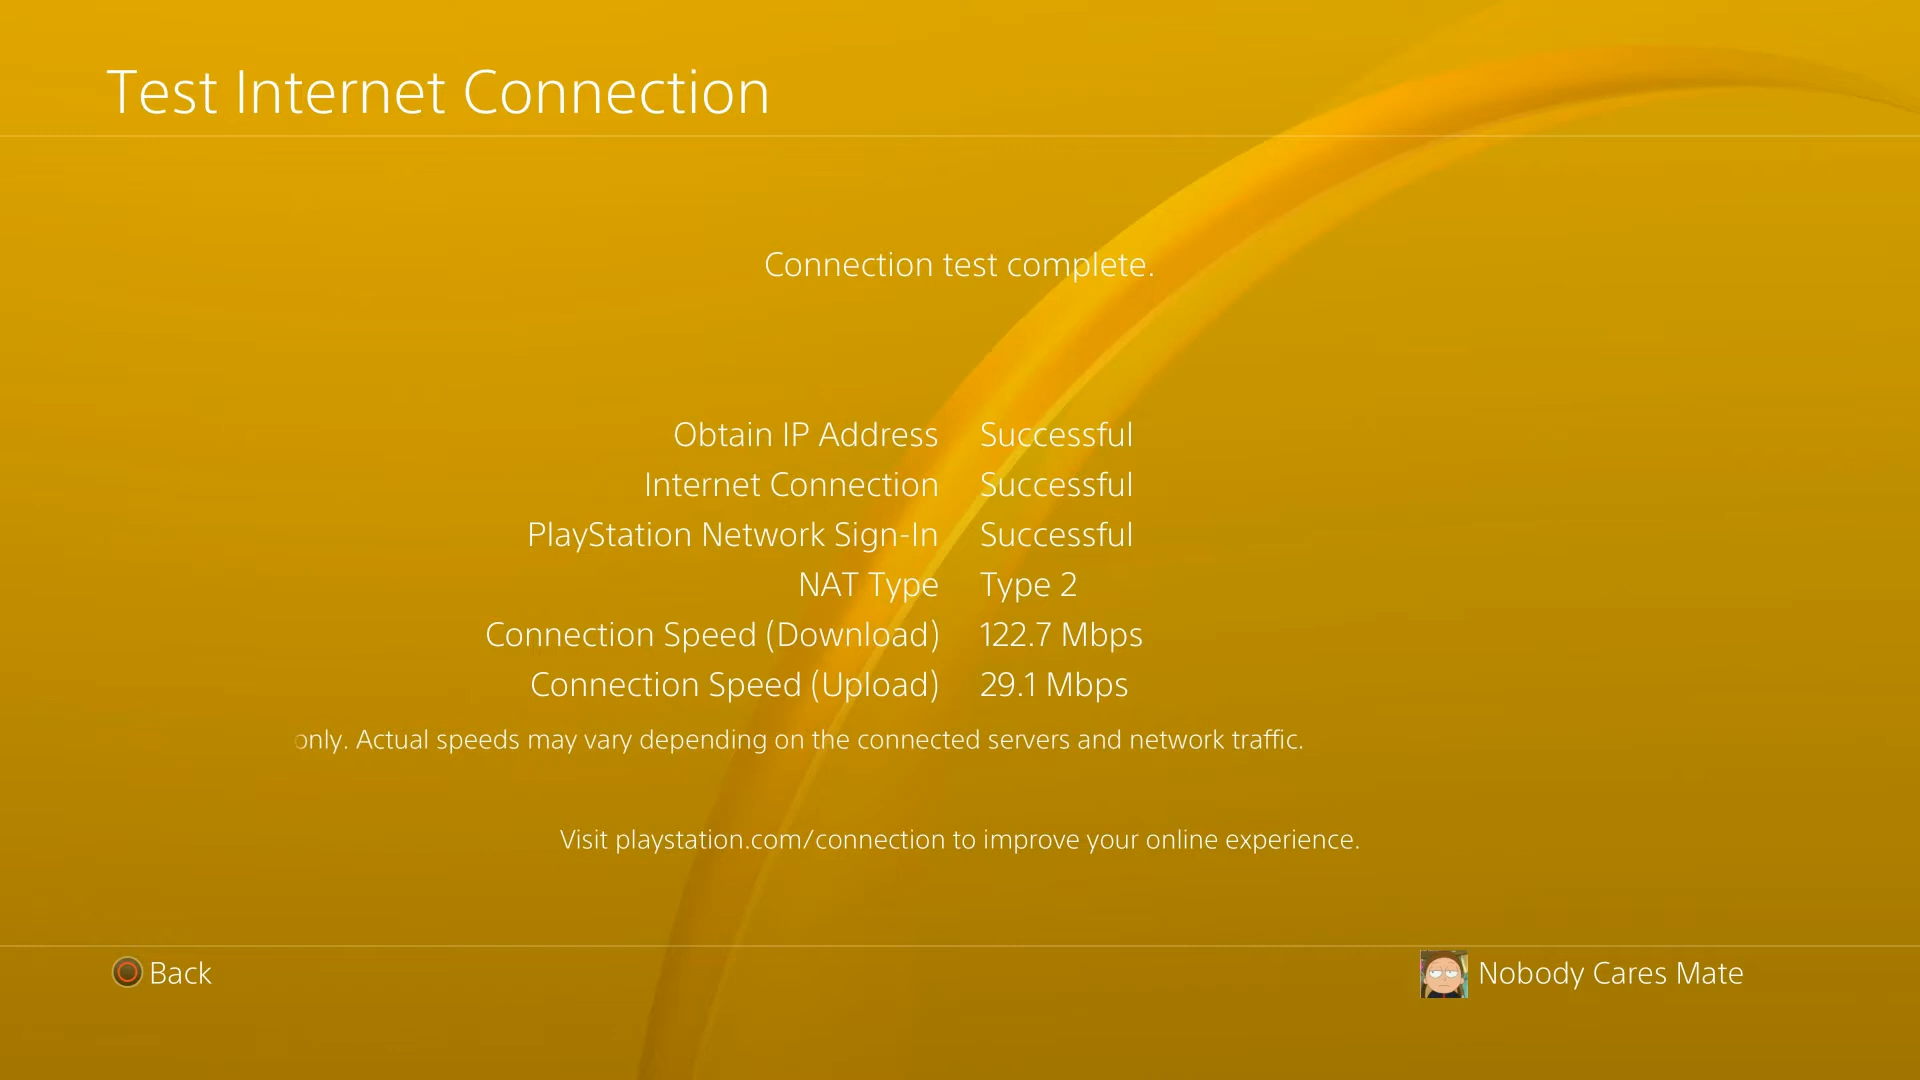 Test Internet Connection
Connection test complete.
Obtain IP Address Successful
Internet Connection Successful
PlayStation Network Sign-In Successful
NAT Type Type 2
Connection Speed (Download) 122.7 Mbps
Connection Speed (Upload) 29.1 Mbps
only. Actual speeds may vary depending on the connected servers and network traffic.
Visit playstation.com/connection to improve your online experience.
Back
Nobody Cares Mate